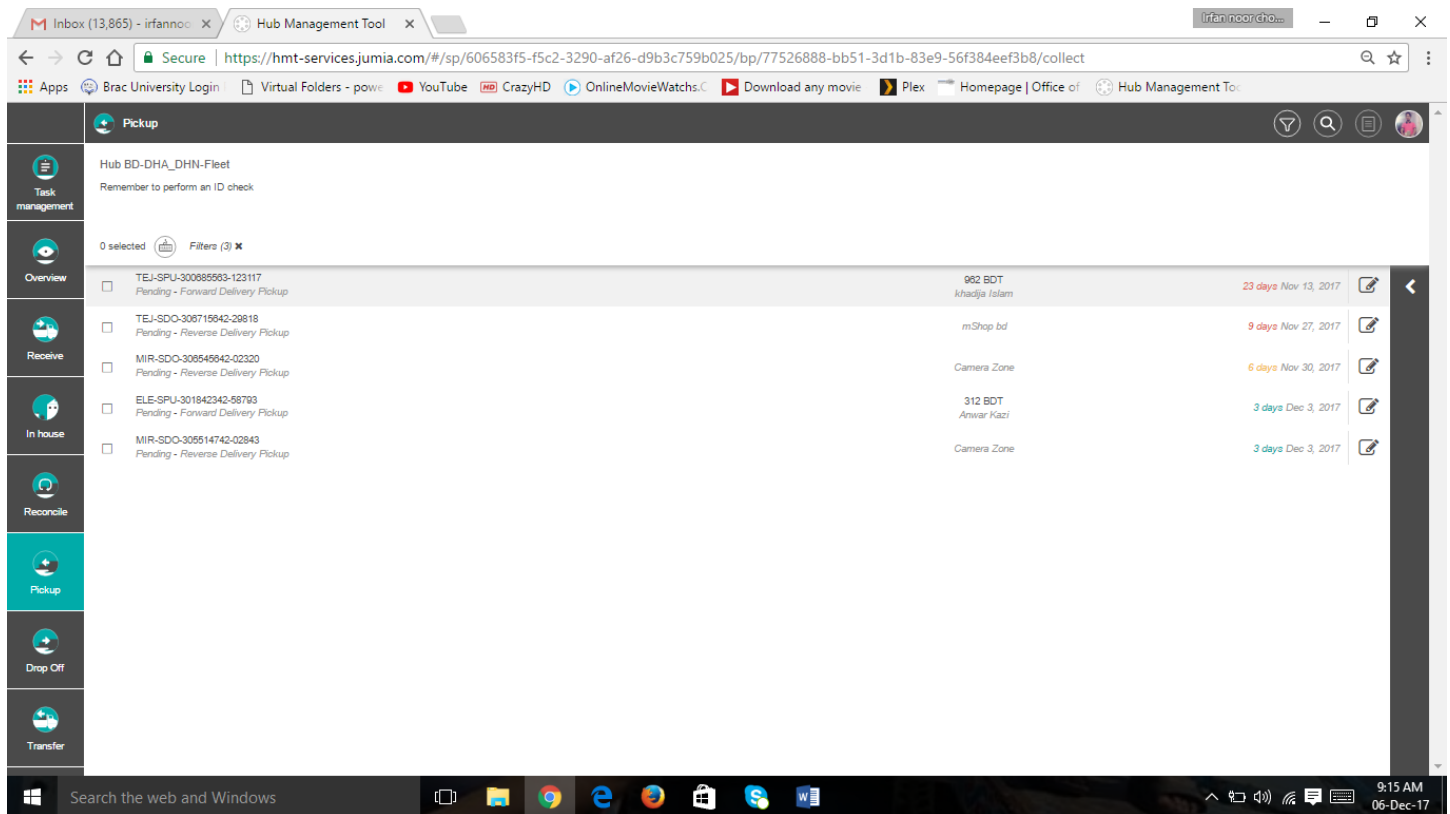 Inbox (13,865) - irfannoo
Hub Management Tool
Irfan noor cho...
Secure | https://hmt-services.jumia.com/#/sp/606583f5-f5c2-3290-af26-d9b3c759b025/bp/77526888-bb51-3d1b-83e9-56f384eef3b8/collect
Apps Brac University Login Virtual Folders - powe YouTube HD CrazyHD OnlineMovieWatchs.C Download any movie Plex Homepage | Office of Hub Management Too
Pickup
Hub BD-DHA_DHN-Fleet
Remember to perform an ID check
0 selected Filters (3) ✖
TEJ-SPU-300685563-123117 962 BDT
Pending - Forward Delivery Pickup khadija Islam 23 days Nov 13, 2017
TEJ-SDO-306715642-29818
Pending - Reverse Delivery Pickup mShop bd 9 days Nov 27, 2017
MIR-SDO-306545642-02320
Pending - Reverse Delivery Pickup Camera Zone 6 days Nov 30, 2017
ELE-SPU-301842342-58793 312 BDT
Pending - Forward Delivery Pickup Anwar Kazi 3 days Dec 3, 2017
MIR-SDO-305514742-02843
Pending - Reverse Delivery Pickup Camera Zone 3 days Dec 3, 2017
Task
management
Overview
Receive
In house
Reconcile
Pickup
Drop Off
Transfer
Search the web and Windows
9:15 AM
06-Dec-17